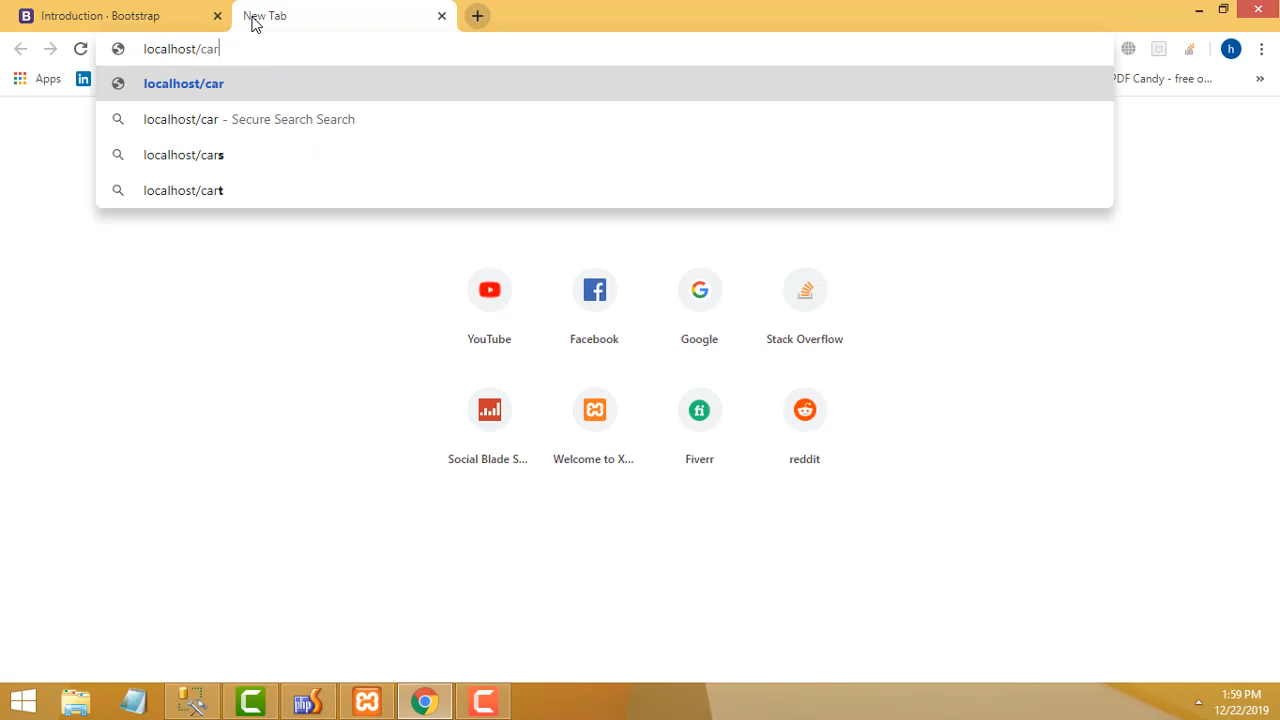 Introduction · Bootstrap
New Tab
localhost/car
h
Apps
PDF Candy - free o...
»
localhost/car
localhost/car - Secure Search Search
localhost/cars
localhost/cart
YouTube
Facebook
Google
Stack Overflow
Social Blade S...
Welcome to X...
Fiverr
reddit
1:59 PM
12/22/2019